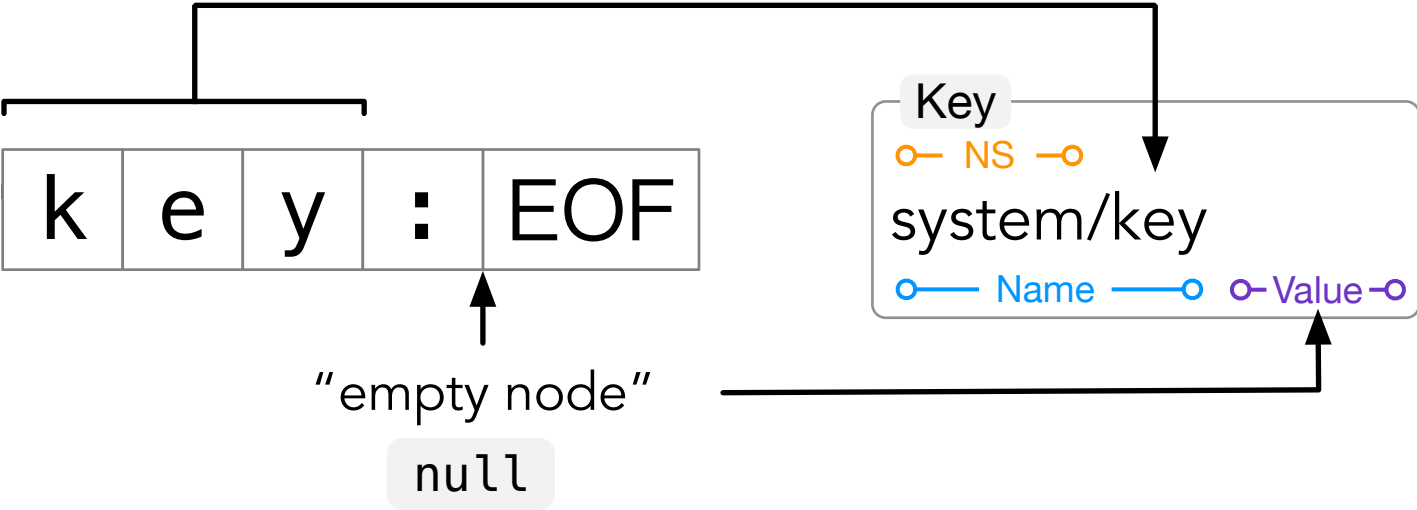 k e y : EOF
“empty node”
null
Key
NS
system/key
Name Value